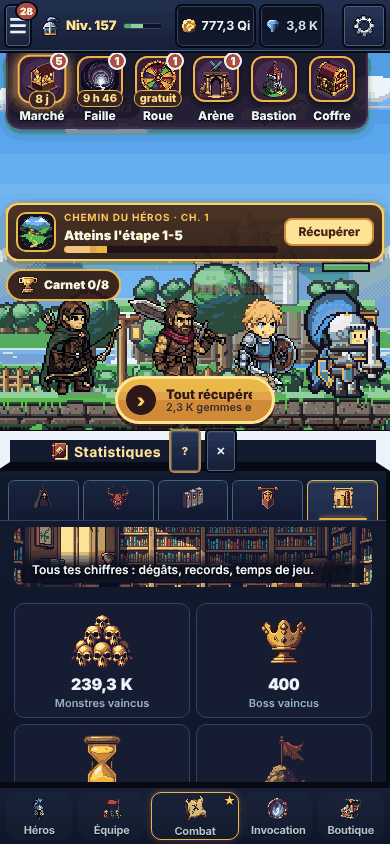 28
Niv. 157
777,3 Qi
3,8 K
5
1
1
1
8 j
9 h 46
gratuit
Marché
Faille
Roue
Arène
Bastion
Coffre
CHEMIN DU HÉROS · CH. 1
Atteins l'étape 1-5
Récupérer
Carnet 0/8
Tout récupére
2,3 K gemmes e
Statistiques
?
×
Tous tes chiffres : dégâts, records, temps de jeu.
239,3 K
400
Monstres vaincus
Boss vaincus
Héros
Équipe
Combat
Invocation
Boutique